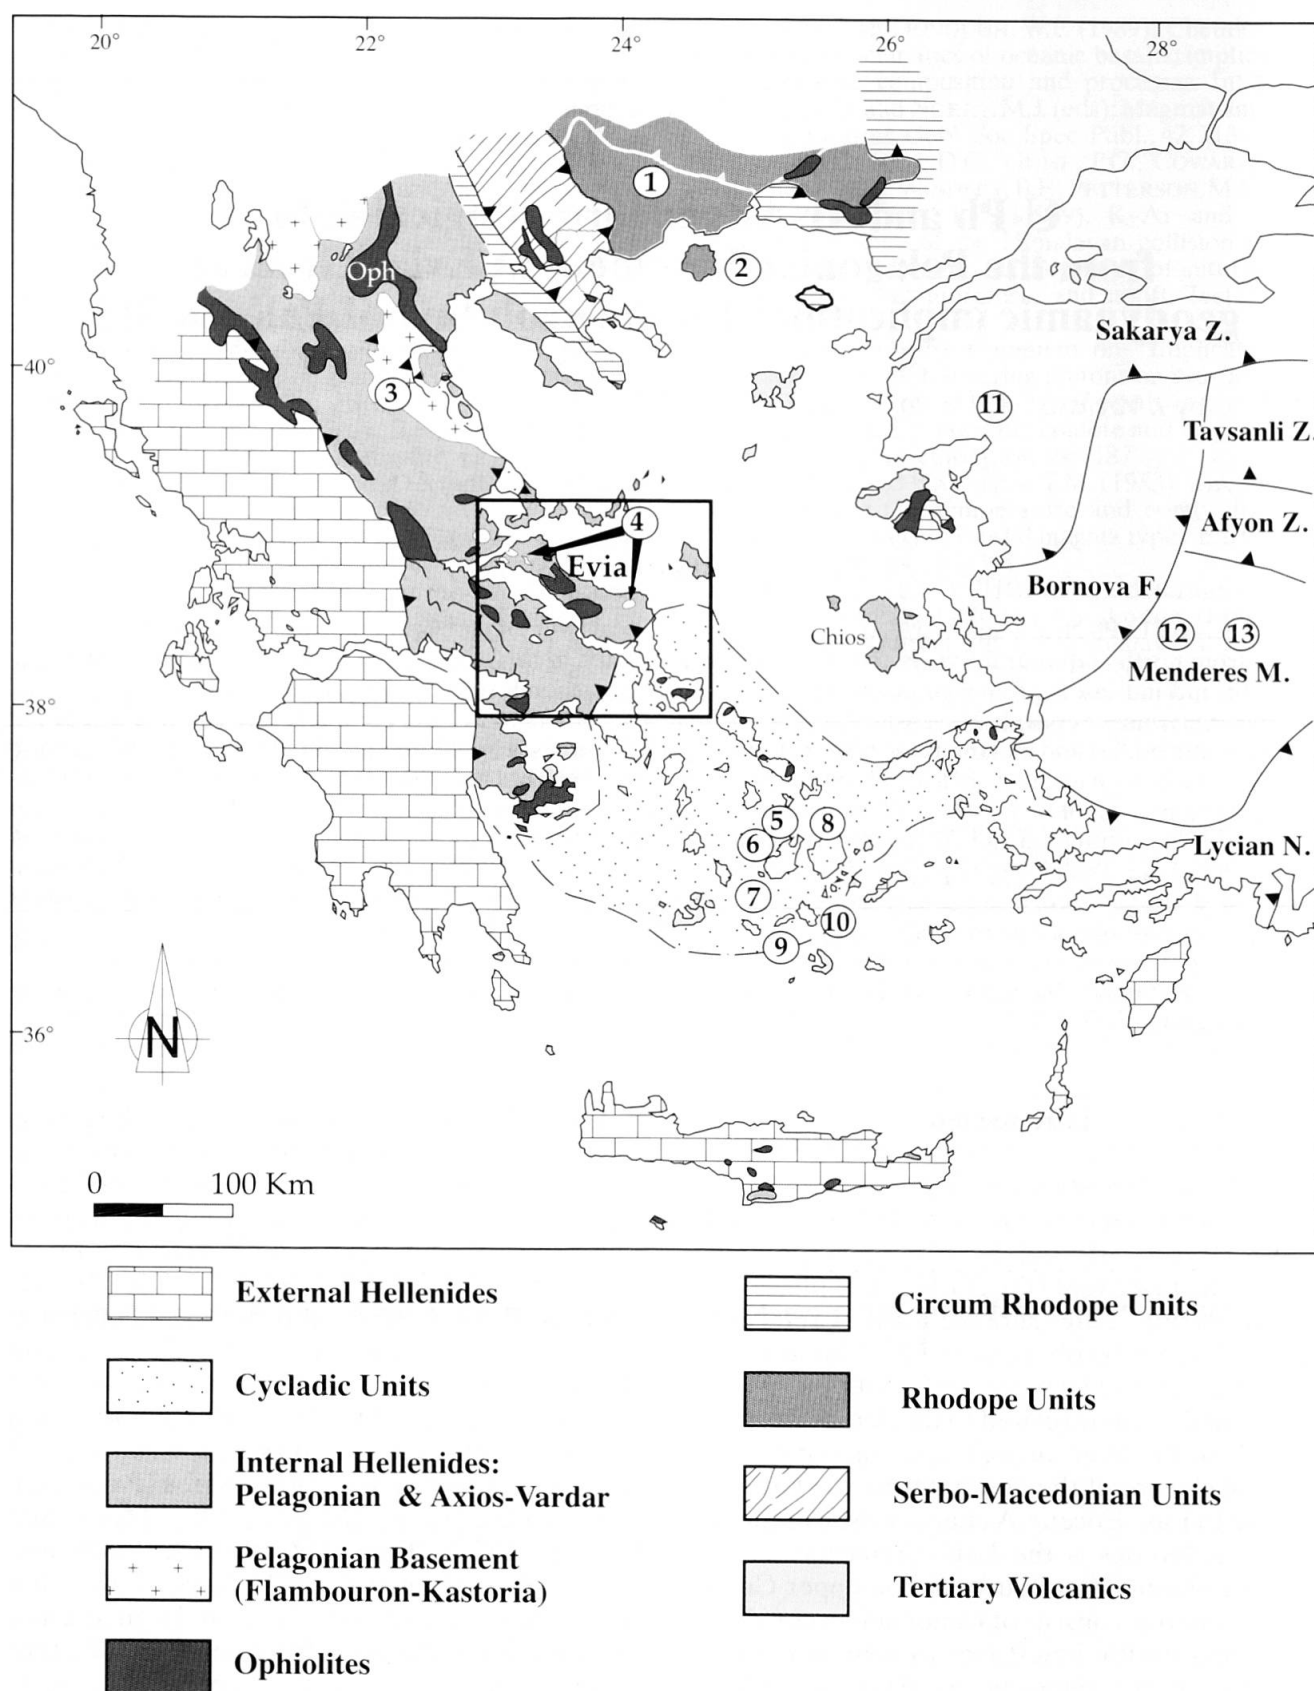 20°
22°
24°
26°
28°
1
2
Oph
Sakarya Z.
40°
3
11
Tavsanli Z.
4
Afyon Z.
Evia
Bornova F.
Chios
12
13
Menderes M.
38°
5
8
6
Lycian N.
7
10
9
36°
N
0
100 Km
External Hellenides
Cycladic Units
Internal Hellenides:
Pelagonian & Axios-Vardar
Pelagonian Basement
(Flambouron-Kastoria)
Ophiolites
Circum Rhodope Units
Rhodope Units
Serbo-Macedonian Units
Tertiary Volcanics